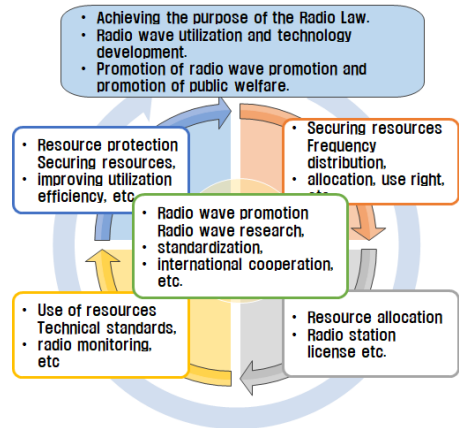 • Achieving the purpose of the Radio Law.
• Radio wave utilization and technology
development.
• Promotion of radio wave promotion and
promotion of public welfare.
• Resource protection
Securing resources,
• improving utilization
efficiency, etc
• Securing resources
Frequency
distribution,
• allocation, use right,
etc
• Radio wave promotion
Radio wave research,
• standardization,
• international cooperation,
etc.
• Use of resources
Technical standards,
• radio monitoring,
etc
• Resource allocation
• Radio station
license etc.